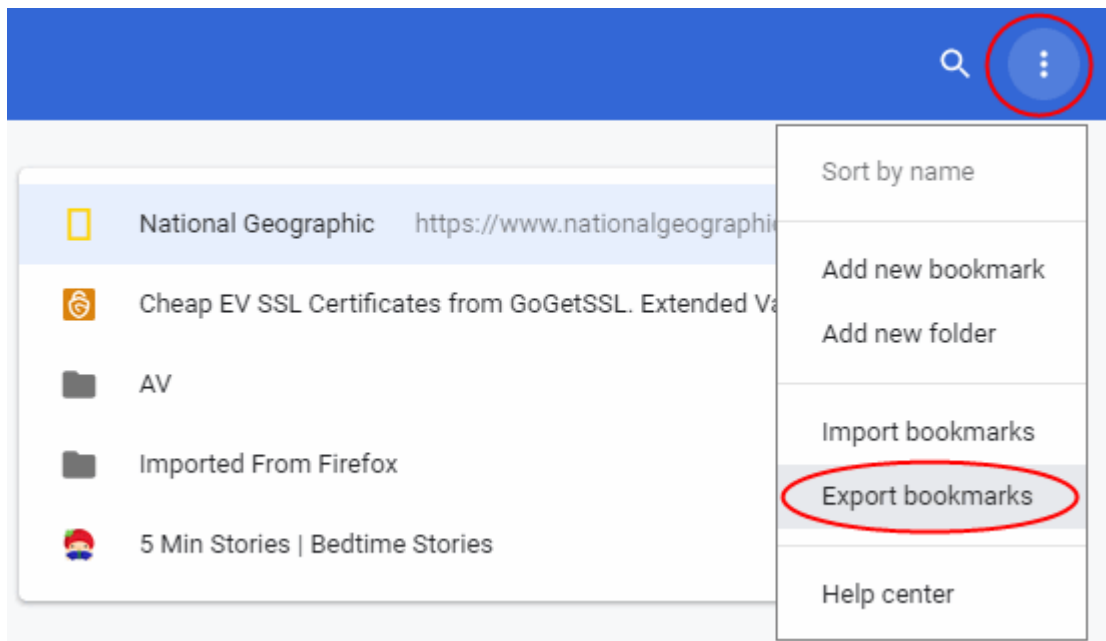 Sort by name
National Geographic https://www.nationalgeographi
Add new bookmark
Cheap EV SSL Certificates from GoGetSSL. Extended Va
Add new folder
AV
Import bookmarks
Imported From Firefox
Export bookmarks
5 Min Stories | Bedtime Stories
Help center